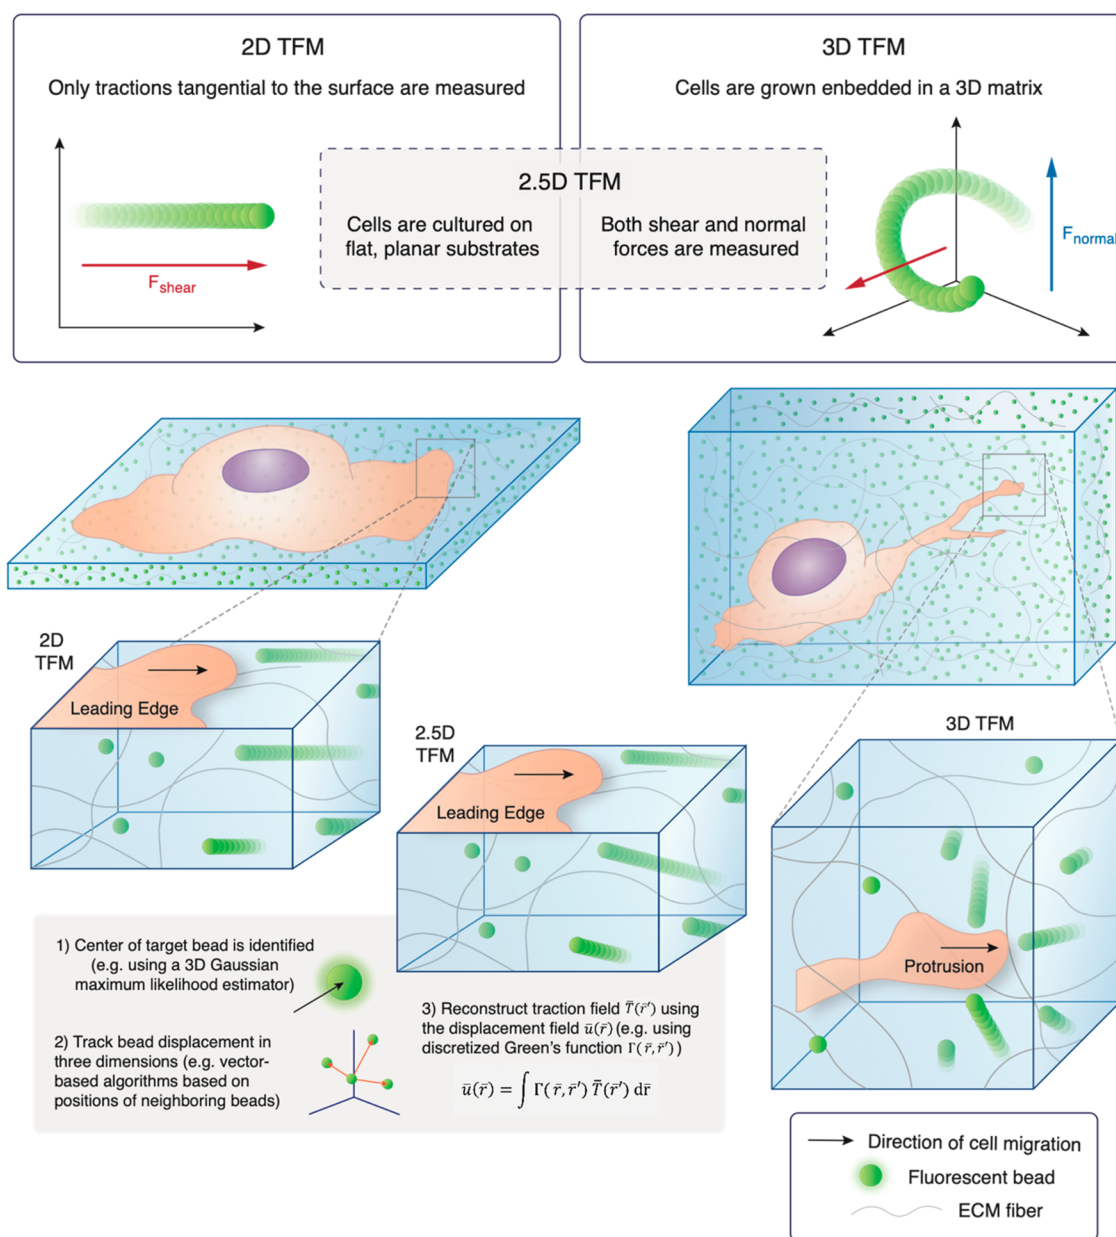 2D TFM
Only tractions tangential to the surface are measured
Fshear
3D TFM
Cells are grown enbedded in a 3D matrix
Fnormal
2.5D TFM
Cells are cultured on
flat, planar substrates
Both shear and normal
forces are measured
2D
TFM
Leading Edge
2.5D
TFM
Leading Edge
3D TFM
Protrusion
1) Center of target bead is identified
(e.g. using a 3D Gaussian
maximum likelihood estimator)
2) Track bead displacement in
three dimensions (e.g. vector-
based algorithms based on
positions of neighboring beads)
3) Reconstruct traction field T̄(r̄′) using
the displacement field ū(r̄) (e.g. using
discretized Green's function Γ(r̄, r̄′))
ū(r̄) = ∫ Γ(r̄, r̄′) T̄(r̄′) dr̄
Direction of cell migration
Fluorescent bead
ECM fiber